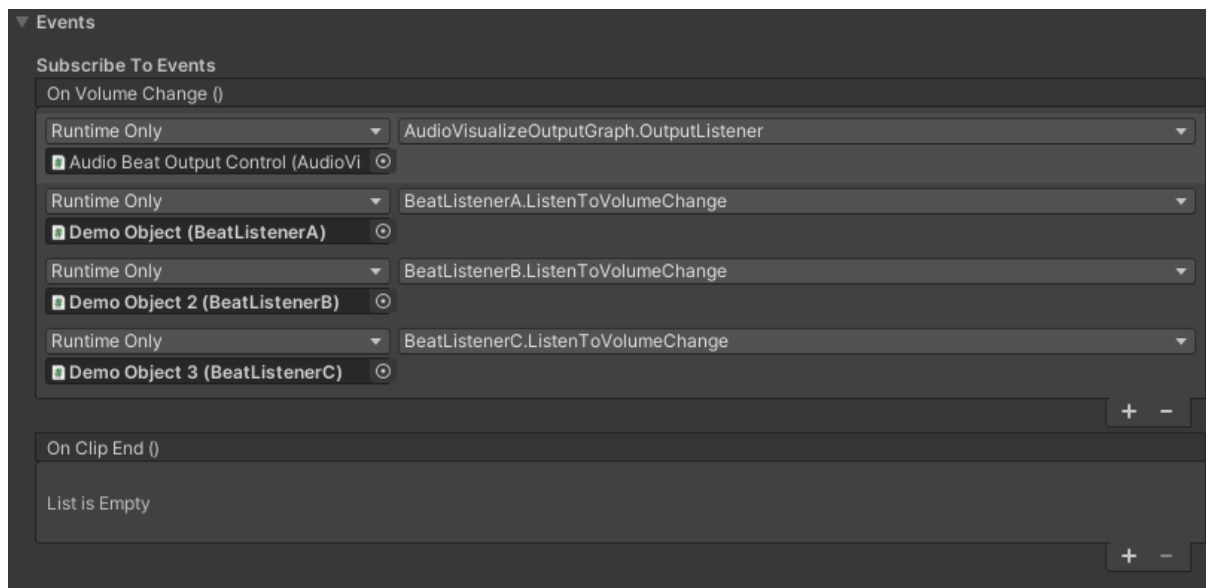 Events
Subscribe To Events
On Volume Change ()
Runtime Only AudioVisualizeOutputGraph.OutputListener
Audio Beat Output Control (AudioVi
Runtime Only BeatListenerA.ListenToVolumeChange
Demo Object (BeatListenerA)
Runtime Only BeatListenerB.ListenToVolumeChange
Demo Object 2 (BeatListenerB)
Runtime Only BeatListenerC.ListenToVolumeChange
Demo Object 3 (BeatListenerC)
+ −
On Clip End ()
List is Empty
+ −